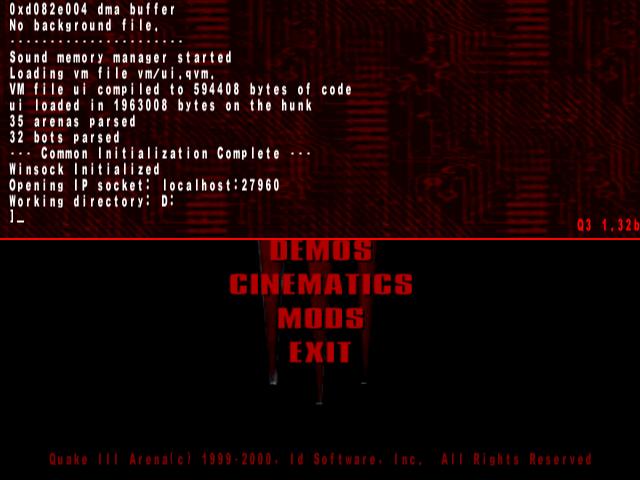 0xd082e004 dma buffer
No background file.
----------------------
Sound memory manager started
Loading vm file vm/ui.qvm.
VM file ui compiled to 594408 bytes of code
ui loaded in 1963008 bytes on the hunk
35 arenas parsed
32 bots parsed
--- Common Initialization Complete ---
Winsock Initialized
Opening IP socket: localhost:27960
Working directory: D:
]_
Q3 1.32b
DEMOS
CINEMATICS
MODS
EXIT
Quake III Arena(c) 1999-2000, Id Software, Inc. All Rights Reserved